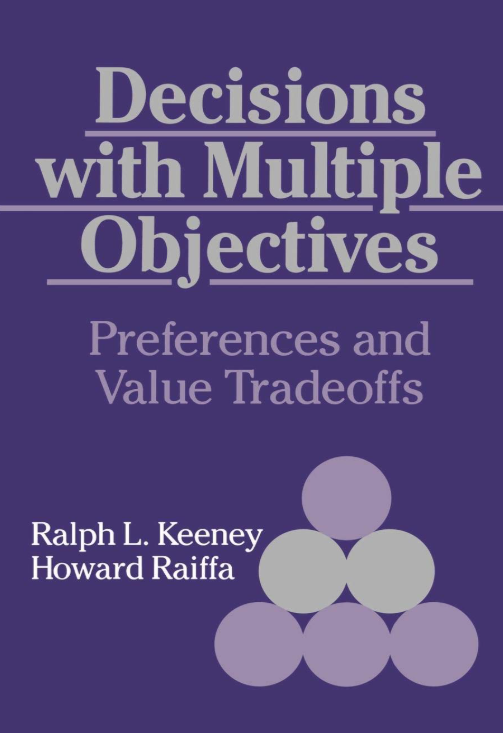 Decisions
with Multiple
Objectives
Preferences and
Value Tradeoffs
Ralph L. Keeney
Howard Raiffa